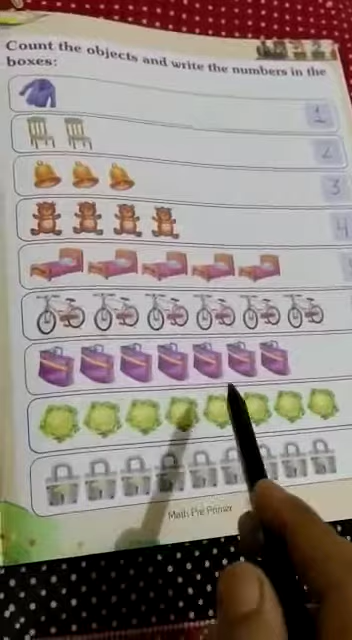 Count the objects and write the numbers in the
boxes:
1
2
3
4
Math Pre Primer